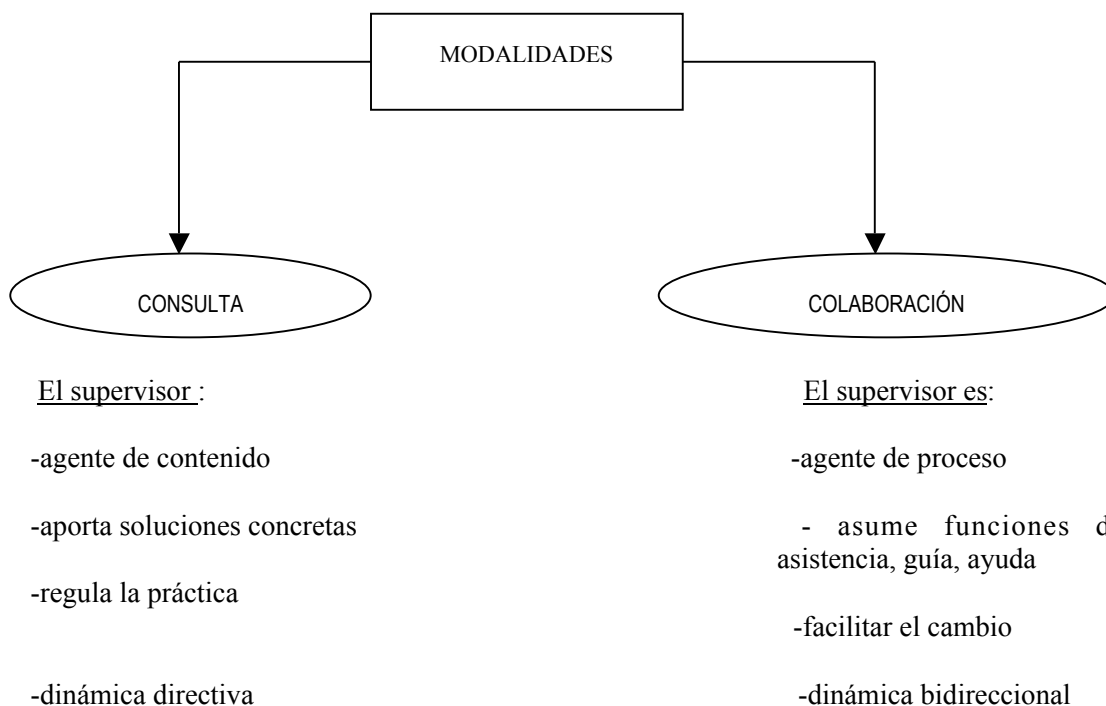 MODALIDADES
CONSULTA
COLABORACIÓN
El supervisor :
-agente de contenido
-aporta soluciones concretas
-regula la práctica
-dinámica directiva
El supervisor es:
-agente de proceso
- asume funciones
asistencia, guía, ayuda
-facilitar el cambio
-dinámica bidireccional